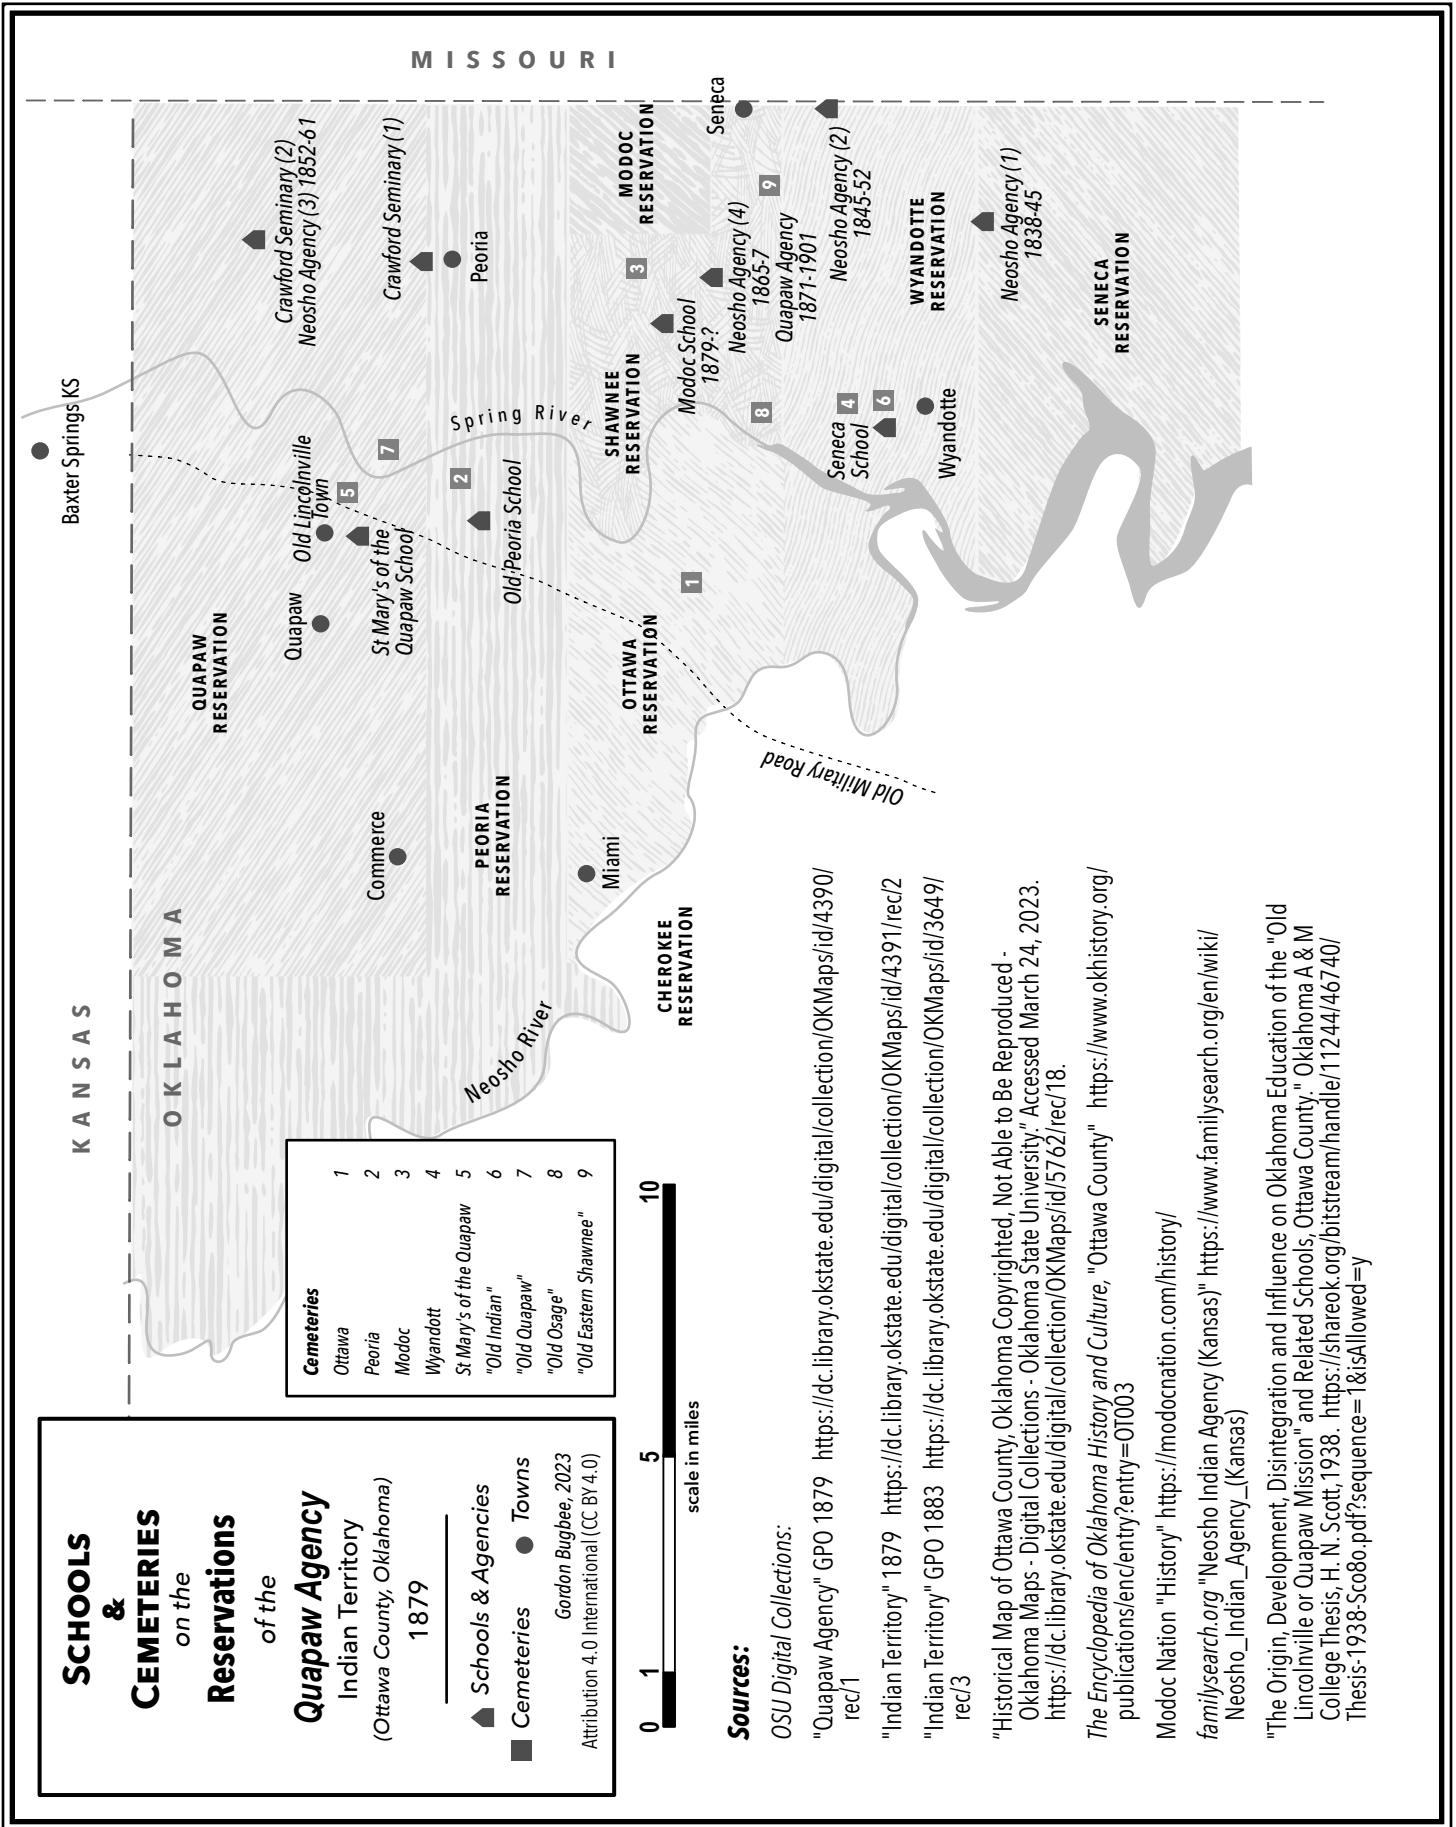 SCHOOLS
&
CEMETERIES
on the
Reservations
of the
Quapaw Agency
Indian Territory
(Ottawa County, Oklahoma)
1879
Schools & Agencies
Cemeteries
Towns
Gordon Bugbee, 2023
Attribution 4.0 International (CC BY 4.0)
Cemeteries
Ottawa 1
Peoria 2
Modoc 3
Wyandott 4
St Mary's of the Quapaw 5
"Old Indian" 6
"Old Quapaw" 7
"Old Osage" 8
"Old Eastern Shawnee" 9
0 1 5 10
scale in miles
KANSAS
OKLAHOMA
MISSOURI
Baxter Springs KS
QUAPAW
RESERVATION
Quapaw
Old Lincolnville
Town
5
St Mary's of the
Quapaw School
7
Commerce
Crawford Seminary (2)
Neosho Agency (3) 1852-61
Crawford Seminary (1)
Peoria
PEORIA
RESERVATION
2
Old Peoria School
Spring River
Miami
OTTAWA
RESERVATION
1
SHAWNEE
RESERVATION
3
MODOC
RESERVATION
Modoc School
1879-?
Neosho Agency (4)
1865-7
Quapaw Agency
1871-1901
Seneca
9
8
Neosho River
CHEROKEE
RESERVATION
Old Military Road
Neosho Agency (2)
1845-52
Seneca
School
4
6
Wyandotte
WYANDOTTE
RESERVATION
Neosho Agency (1)
1838-45
SENECA
RESERVATION
Sources:
OSU Digital Collections:
"Quapaw Agency" GPO 1879 https://dc.library.okstate.edu/digital/collection/OKMaps/id/4390/
rec/1
"Indian Territory" 1879 https://dc.library.okstate.edu/digital/collection/OKMaps/id/4391/rec/2
"Indian Territory" GPO 1883 https://dc.library.okstate.edu/digital/collection/OKMaps/id/3649/
rec/3
"Historical Map of Ottawa County, Oklahoma Copyrighted, Not Able to Be Reproduced -
Oklahoma Maps - Digital Collections - Oklahoma State University." Accessed March 24, 2023.
https://dc.library.okstate.edu/digital/collection/OKMaps/id/5762/rec/18.
The Encyclopedia of Oklahoma History and Culture, "Ottawa County" https://www.okhistory.org/
publications/enc/entry?entry=OT003
Modoc Nation "History" https://modocnation.com/history/
familysearch.org "Neosho Indian Agency (Kansas)" https://www.familysearch.org/en/wiki/
Neosho_Indian_Agency_(Kansas)
"The Origin, Development, Disintegration and Influence on Oklahoma Education of the "Old
Lincolnville or Quapaw Mission" and Related Schools, Ottawa County." Oklahoma A & M
College Thesis, H. N. Scott, 1938. https://shareok.org/bitstream/handle/11244/46740/
Thesis-1938-Sco8o.pdf?sequence=1&isAllowed=y